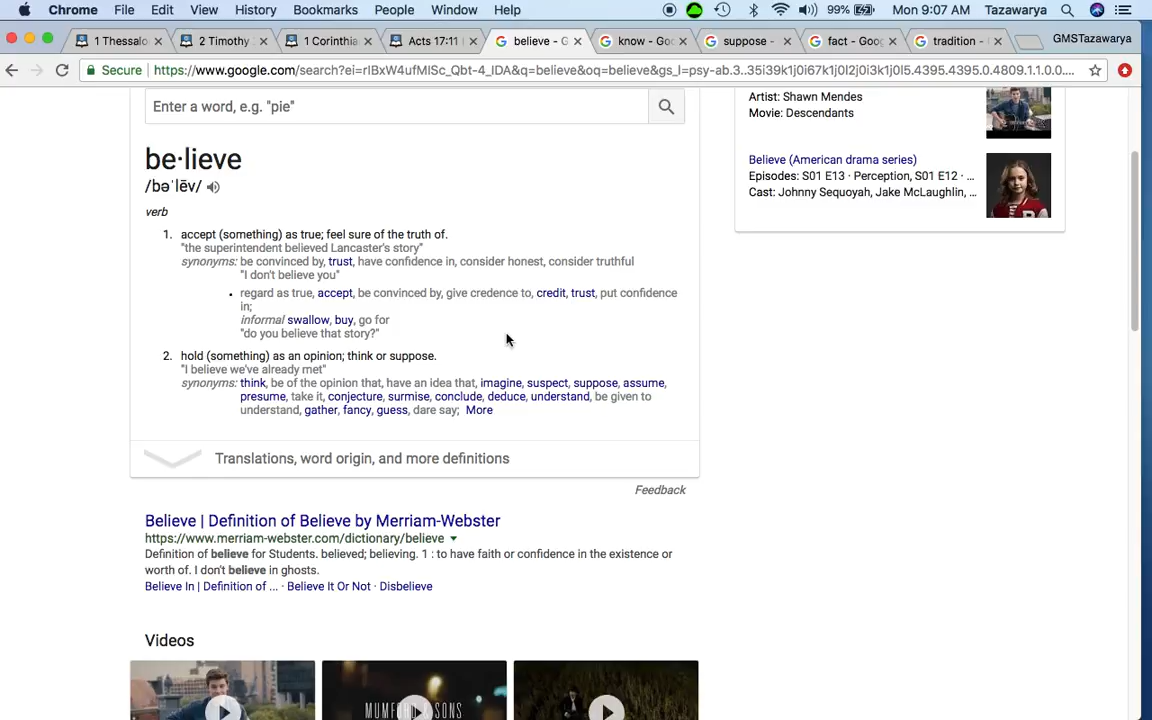 Chrome File Edit View History Bookmarks People Window Help 99% Mon 9:07 AM Tazawarya
1 Thessalo 2 Timothy 1 Corinthia Acts 17:11 believe - G know - Goo suppose - fact - Goog tradition - GMSTazawarya
Secure https://www.google.com/search?ei=rIBxW4ufMISc_Qbt-4_IDA&q=believe&oq=believe&gs_l=psy-ab.3..35i39k1j0i67k1j0l2j0i3k1j0l5.4395.4395.0.4809.1.1.0.0....
Enter a word, e.g. "pie"
be·lieve
/bəˈlēv/
verb
1. accept (something) as true; feel sure of the truth of.
"the superintendent believed Lancaster's story"
synonyms: be convinced by, trust, have confidence in, consider honest, consider truthful
"I don't believe you"
• regard as true, accept, be convinced by, give credence to, credit, trust, put confidence
in;
informal swallow, buy, go for
"do you believe that story?"
2. hold (something) as an opinion; think or suppose.
"I believe we've already met"
synonyms: think, be of the opinion that, have an idea that, imagine, suspect, suppose, assume,
presume, take it, conjecture, surmise, conclude, deduce, understand, be given to
understand, gather, fancy, guess, dare say; More
Translations, word origin, and more definitions
Feedback
Believe | Definition of Believe by Merriam-Webster
https://www.merriam-webster.com/dictionary/believe
Definition of believe for Students. believed; believing. 1 : to have faith or confidence in the existence or
worth of. I don't believe in ghosts.
Believe In | Definition of ... · Believe It Or Not · Disbelieve
Videos
MUMFORD & SONS
Artist: Shawn Mendes
Movie: Descendants
Believe (American drama series)
Episodes: S01 E13 · Perception, S01 E12 · ...
Cast: Johnny Sequoyah, Jake McLaughlin, ...